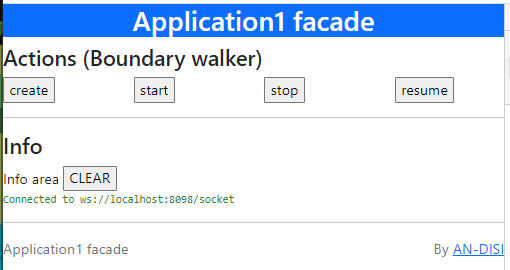 Application1 facade
Actions (Boundary walker)
create start stop resume
Info
Info area CLEAR
Connected to ws://localhost:8098/socket
Application1 facade By AN-DISI